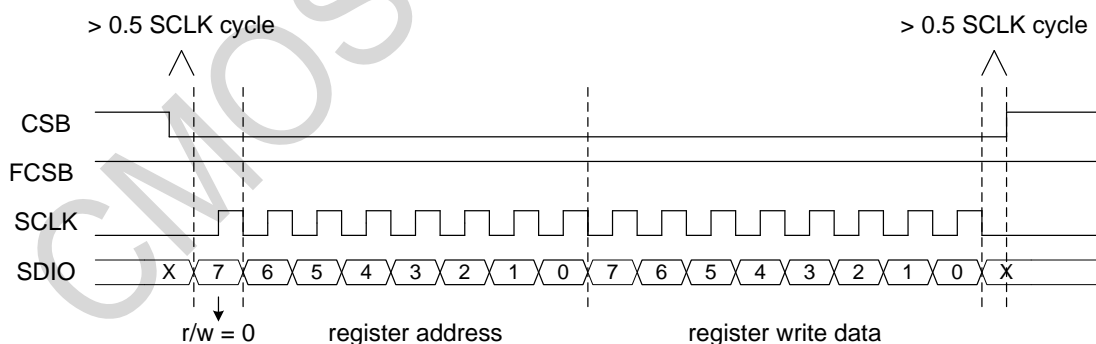 > 0.5 SCLK cycle > 0.5 SCLK cycle
CSB
FCSB
SCLK
SDIO X 7 6 5 4 3 2 1 0 7 6 5 4 3 2 1 0 X
r/w = 0 register address register write data
CMOS